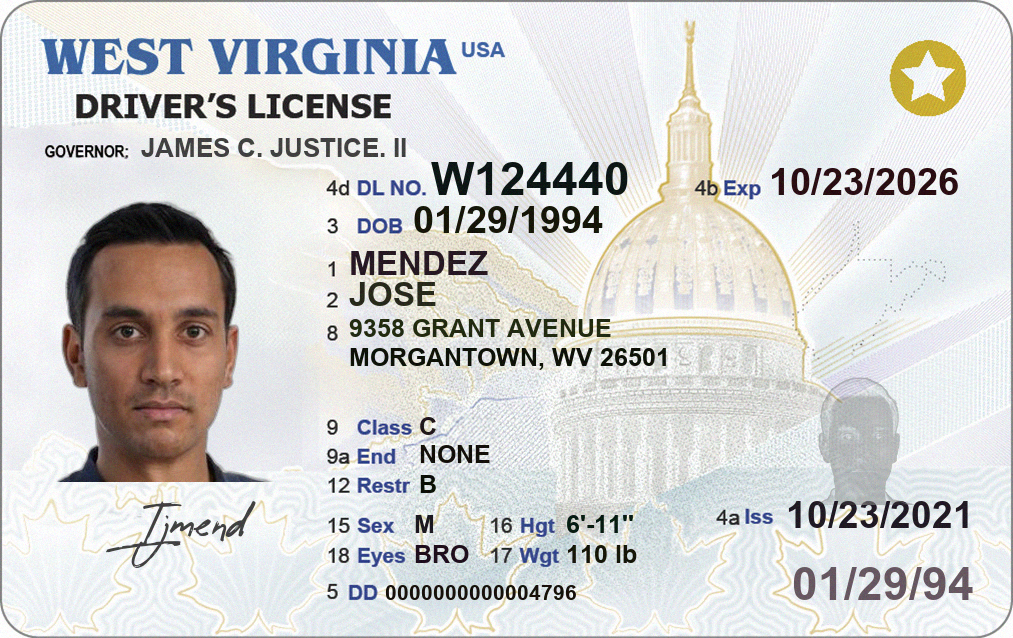 WEST VIRGINIA USA
DRIVER'S LICENSE
GOVERNOR: JAMES C. JUSTICE. II
4d DL NO. W124440 4b Exp 10/23/2026
3 DOB 01/29/1994
1 MENDEZ
2 JOSE
8 9358 GRANT AVENUE
MORGANTOWN, WV 26501
9 Class C
9a End NONE
12 Restr B
15 Sex M 16 Hgt 6'-11" 4a Iss 10/23/2021
18 Eyes BRO 17 Wgt 110 lb
5 DD 0000000000004796 01/29/94